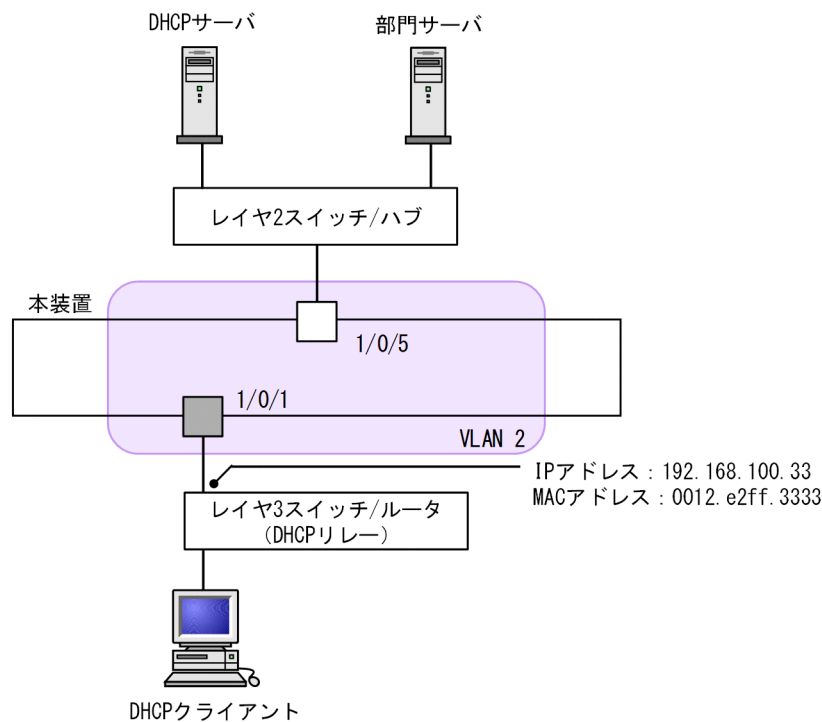 DHCPサーバ
部門サーバ
レイヤ2スイッチ/ハブ
本装置
1/0/5
1/0/1
VLAN 2
IPアドレス：192.168.100.33
MACアドレス：0012.e2ff.3333
レイヤ3スイッチ/ルータ
（DHCPリレー）
DHCPクライアント